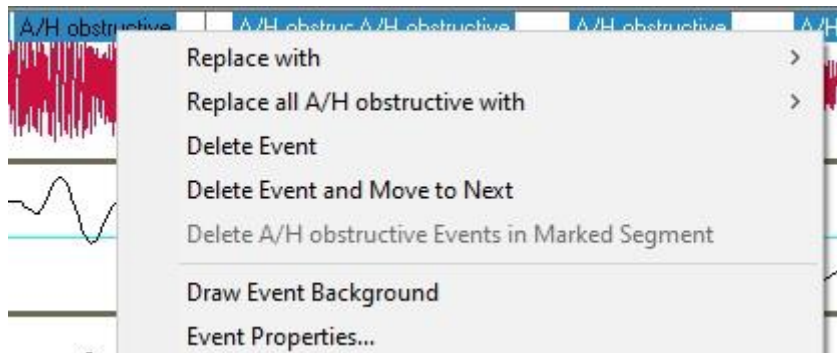 A/H obstructive A/H obstruc A/H obstructive A/H obstructive A/H
Replace with
Replace all A/H obstructive with
Delete Event
Delete Event and Move to Next
Delete A/H obstructive Events in Marked Segment
Draw Event Background
Event Properties...